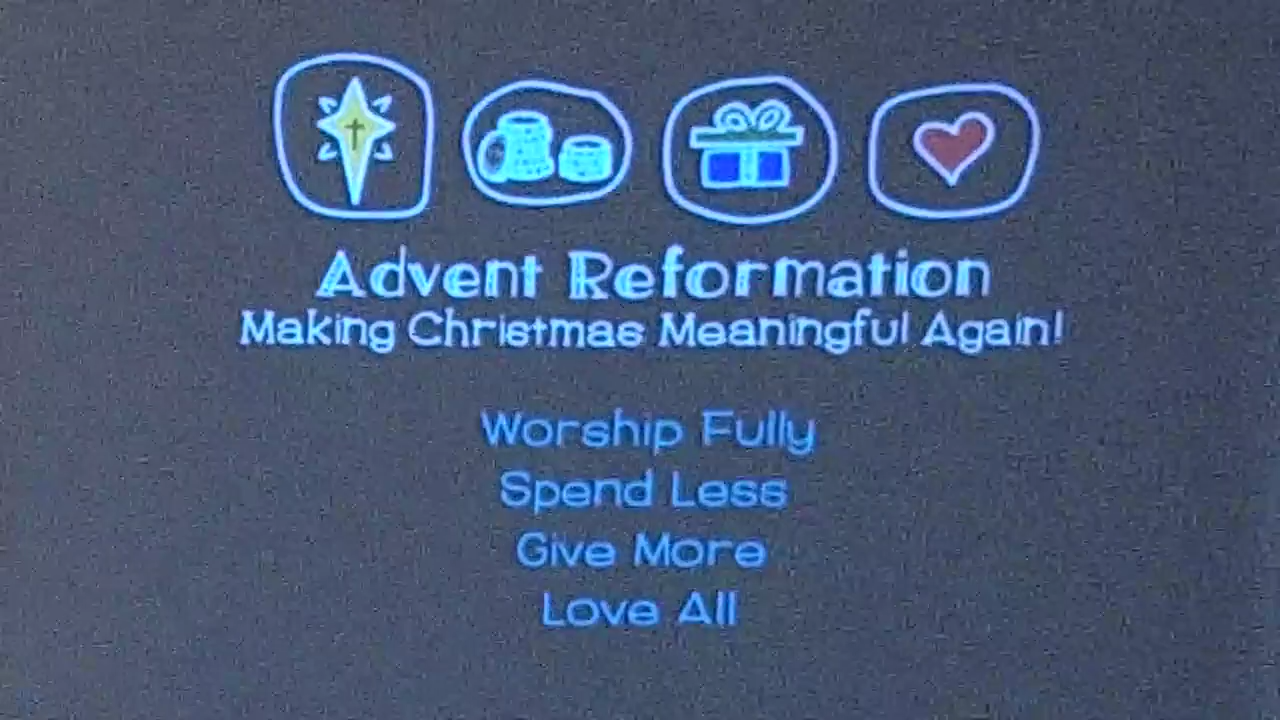 Advent Reformation
Making Christmas Meaningful Again!
Worship Fully
Spend Less
Give More
Love All